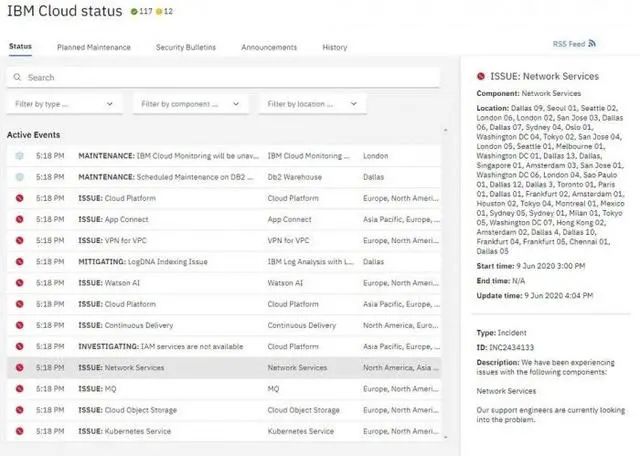 IBM Cloud status 117 12
Status Planned Maintenance Security Bulletins Announcements History RSS Feed
Search
Filter by type ... Filter by component ... Filter by location ...
Active Events
5:18 PM MAINTENANCE: IBM Cloud Monitoring will be unav... IBM Cloud Monitoring ... London
5:18 PM MAINTENANCE: Scheduled Maintenance on DB2 ... Db2 Warehouse Dallas
5:18 PM ISSUE: Cloud Platform Cloud Platform Europe, North Ameri...
5:18 PM ISSUE: App Connect App Connect Asia Pacific, Europe, ...
5:18 PM ISSUE: VPN for VPC VPN for VPC Europe, North Ameri...
5:18 PM MITIGATING: LogDNA Indexing Issue IBM Log Analysis with L... Dallas
5:18 PM ISSUE: Watson AI Watson AI Europe, North Ameri...
5:18 PM ISSUE: Cloud Platform Cloud Platform Asia Pacific, Europe, ...
5:18 PM ISSUE: Continuous Delivery Continuous Delivery North America, Euro...
5:18 PM INVESTIGATING: IAM services are not available Cloud Platform Asia Pacific, Europe, ...
5:18 PM ISSUE: Network Services Network Services North America, Asia ...
5:18 PM ISSUE: MQ MQ Europe, North Ameri...
5:18 PM ISSUE: Cloud Object Storage Cloud Object Storage Europe, North Ameri...
5:18 PM ISSUE: Kubernetes Service Kubernetes Service Europe, North Ameri...
ISSUE: Network Services
Component: Network Services
Location: Dallas 09, Seoul 01, Seattle 02,
London 06, London 02, San Jose 03, Dallas
06, Dallas 07, Sydney 04, Oslo 01,
Washington DC 04, Tokyo 02, San Jose 04,
London 05, Seattle 01, Melbourne 01,
Washington DC 01, Dallas 13, Dallas,
Singapore 01, Amsterdam 03, San Jose 01,
Washington DC 06, London 04, Sao Paulo
01, Dallas 12, Dallas 3, Toronto 01, Paris
01, Dallas 01, Frankfurt 02, Amsterdam 01,
Houston 02, Tokyo 04, Montreal 01, Mexico
01, Sydney 05, Sydney 01, Milan 01, Tokyo
05, Washington DC 07, Hong Kong 02,
Amsterdam 02, Dallas 4, Dallas 10,
Frankfurt 04, Frankfurt 05, Chennai 01,
Dallas 05
Start time: 9 Jun 2020 3:00 PM
End time: N/A
Update time: 9 Jun 2020 4:04 PM
Type: Incident
ID: INC2434133
Description: We have been experiencing
issues with the following components:
Network Services
Our support engineers are currently looking
into the problem.